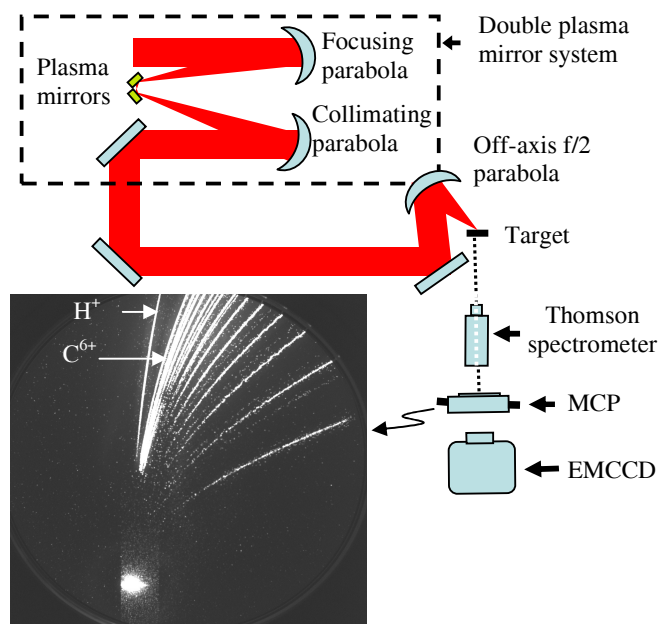 Focusing
parabola
Double plasma
mirror system
Plasma
mirrors
Collimating
parabola
Off-axis f/2
parabola
Target
H+
C6+
Thomson
spectrometer
MCP
EMCCD